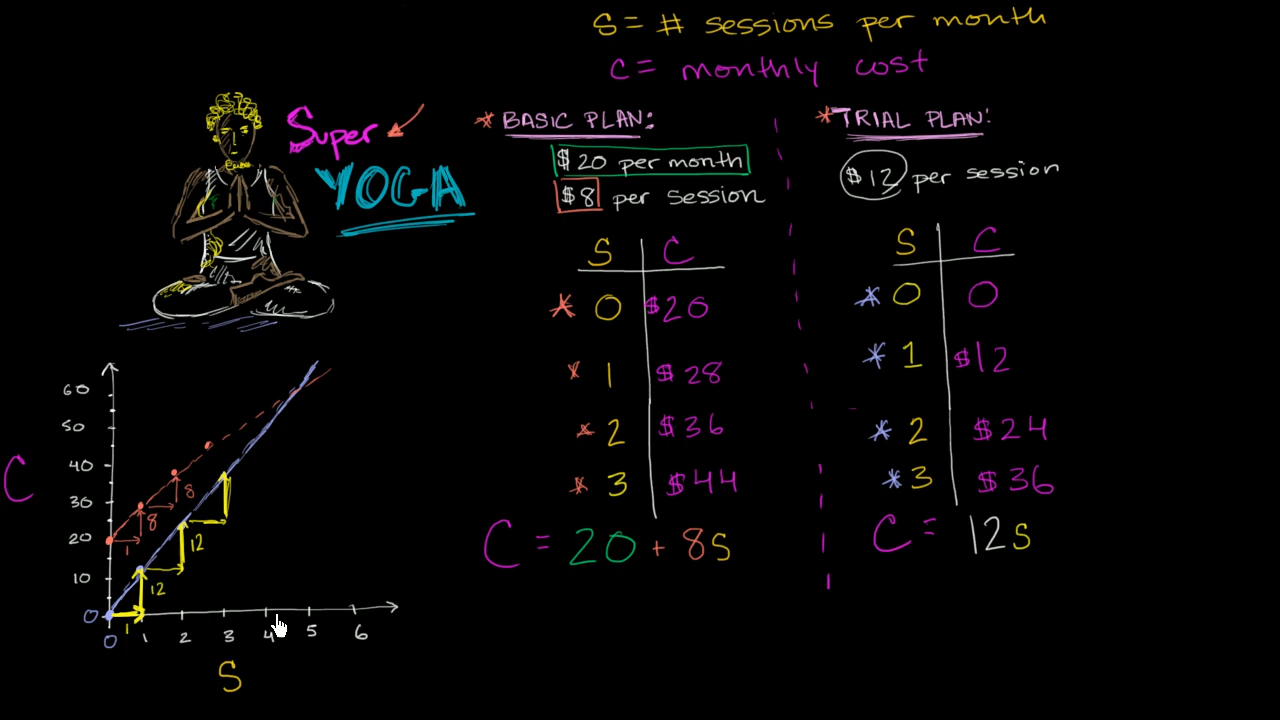 S = # sessions per month
C = monthly cost
Super
YOGA
* BASIC PLAN:
$20 per month
$8 per session
S C
* 0 $20
* 1 $28
* 2 $36
* 3 $44
C = 20 + 8S
* TRIAL PLAN:
$12 per session
S C
* 0 0
* 1 $12
* 2 $24
* 3 $36
C = 12S
C
60
50
40
30
20
10
0
8
8
1
12
12
1
0 1 2 3 4 5 6
S